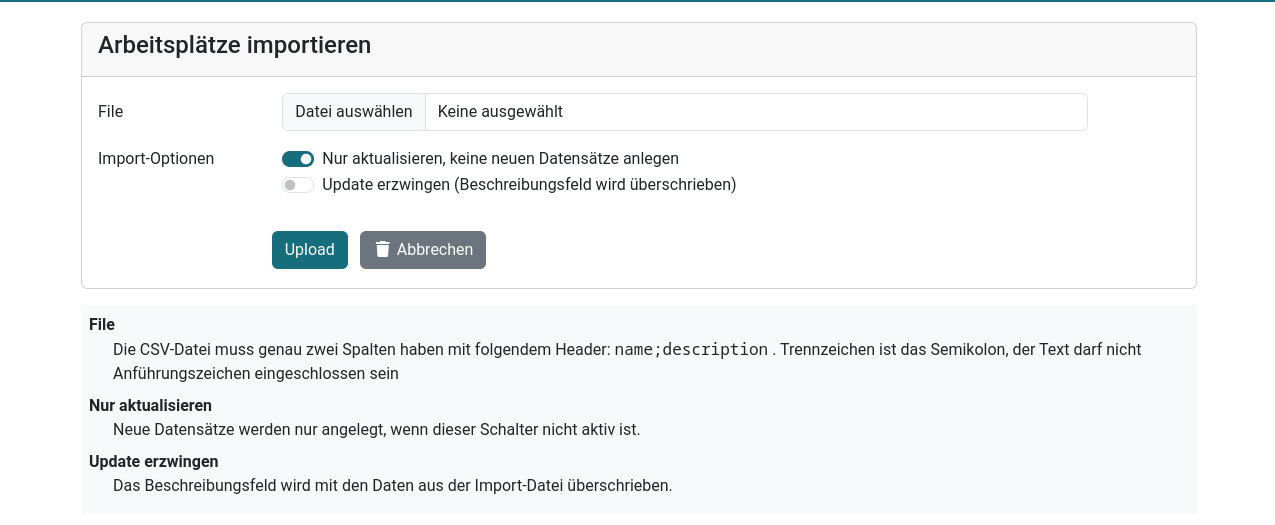 Arbeitsplätze importieren
File
Datei auswählen Keine ausgewählt
Import-Optionen
Nur aktualisieren, keine neuen Datensätze anlegen
Update erzwingen (Beschreibungsfeld wird überschrieben)
Upload Abbrechen
File
Die CSV-Datei muss genau zwei Spalten haben mit folgendem Header: name;description . Trennzeichen ist das Semikolon, der Text darf nicht
Anführungszeichen eingeschlossen sein
Nur aktualisieren
Neue Datensätze werden nur angelegt, wenn dieser Schalter nicht aktiv ist.
Update erzwingen
Das Beschreibungsfeld wird mit den Daten aus der Import-Datei überschrieben.